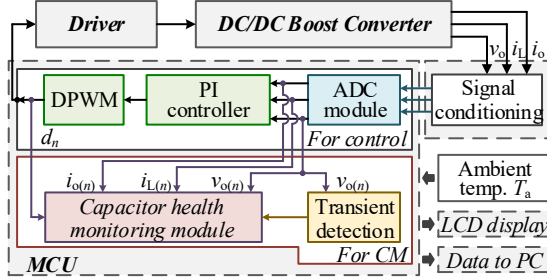 Driver
DC/DC Boost Converter
vo iL io
DPWM
PI
controller
ADC
module
Signal
conditioning
dn
For control
io(n)
iL(n)
vo(n)
vo(n)
Capacitor health
monitoring module
Transient
detection
For CM
MCU
Ambient
temp. Ta
LCD display
Data to PC